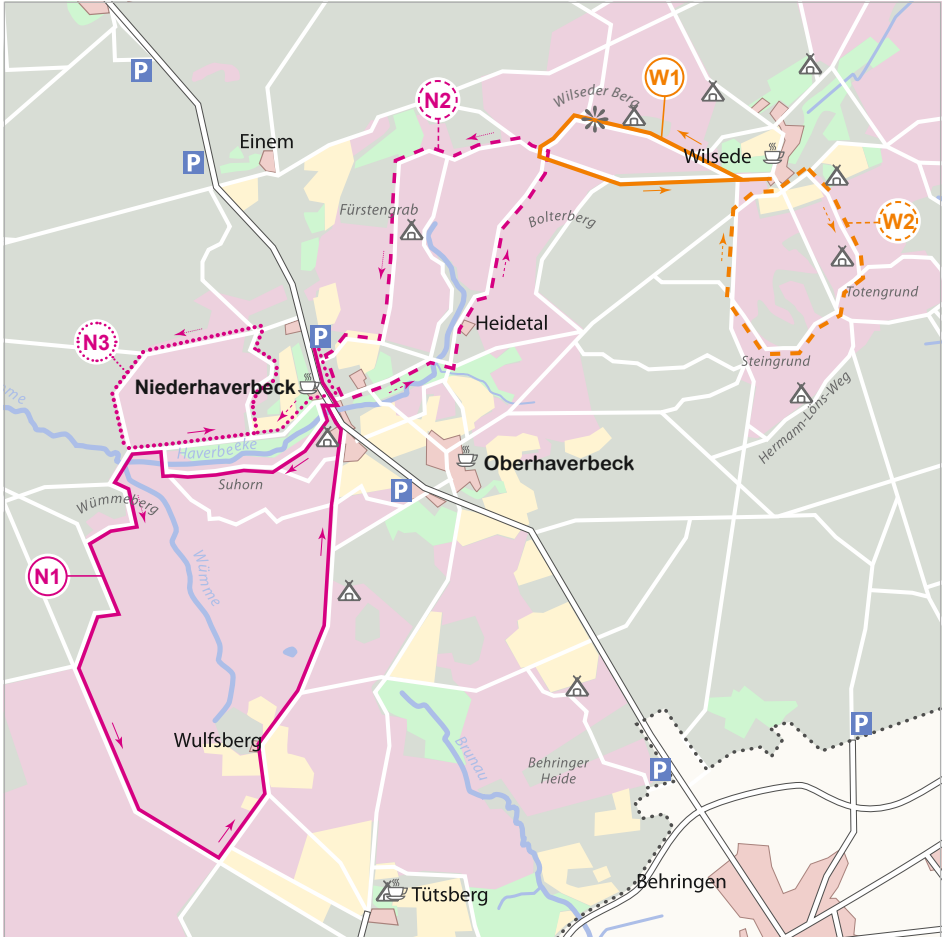 P
N2
Wilseder Berg
W1
Einem
P
Wilsede
Fürstengrab
Bolterberg
W2
Totengrund
N3
P
Heidetal
Steingrund
Niederhaverbeck
Hermann-Löns-Weg
Haverbeeke
Oberhaverbeck
Suhorn
P
Wümmeberg
N1
Wümme
Wulfsberg
Brunau
Behringer
Heide
P
P
Tütsberg
Behringen
me